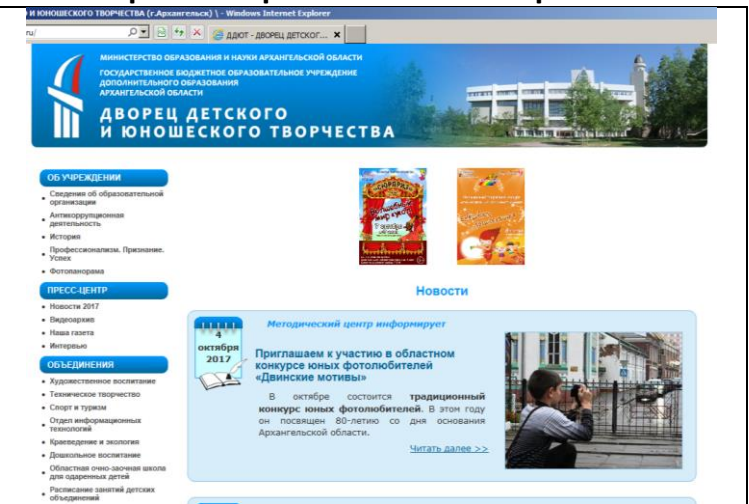 И ЮНОШЕСКОГО ТВОРЧЕСТВА (г.Архангельск) \ - Windows Internet Explorer
ru/
ДДЮТ - ДВОРЕЦ ДЕТСКОГ...
МИНИСТЕРСТВО ОБРАЗОВАНИЯ И НАУКИ АРХАНГЕЛЬСКОЙ ОБЛАСТИ
ГОСУДАРСТВЕННОЕ БЮДЖЕТНОЕ ОБРАЗОВАТЕЛЬНОЕ УЧРЕЖДЕНИЕ
ДОПОЛНИТЕЛЬНОГО ОБРАЗОВАНИЯ
АРХАНГЕЛЬСКОЙ ОБЛАСТИ
ДВОРЕЦ ДЕТСКОГО
И ЮНОШЕСКОГО ТВОРЧЕСТВА
ОБ УЧРЕЖДЕНИИ
Сведения об образовательной
организации
Антикоррупционная
деятельность
История
Профессионализм. Признание.
Успех
Фотопанорама
ПРЕСС-ЦЕНТР
Новости 2017
Видеоархив
Наша газета
Интервью
ОБЪЕДИНЕНИЯ
Художественное воспитание
Техническое творчество
Спорт и туризм
Отдел информационных
технологий
Краеведение и экология
Дошкольное воспитание
Областная очно-заочная школа
для одаренных детей
Расписание занятий детских
объединений
Новости
4
октября
2017
Методический центр информирует
Приглашаем к участию в областном
конкурсе юных фотолюбителей
«Двинские мотивы»
В октябре состоится традиционный
конкурс юных фотолюбителей. В этом году
он посвящен 80-летию со дня основания
Архангельской области.
Читать далее >>